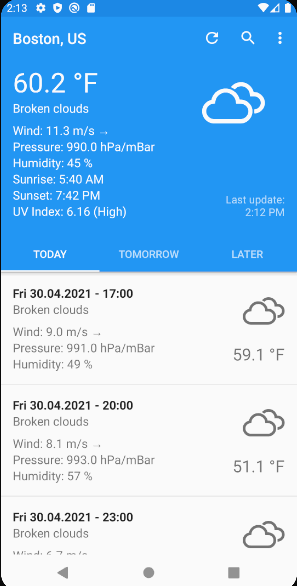 2:13
Boston, US
60.2 °F
Broken clouds
Wind: 11.3 m/s →
Pressure: 990.0 hPa/mBar
Humidity: 45 %
Sunrise: 5:40 AM
Sunset: 7:42 PM
UV Index: 6.16 (High)
Last update:
2:12 PM
TODAY TOMORROW LATER
Fri 30.04.2021 - 17:00
Broken clouds
Wind: 9.0 m/s →
Pressure: 991.0 hPa/mBar
Humidity: 49 %
59.1 °F
Fri 30.04.2021 - 20:00
Broken clouds
Wind: 8.1 m/s →
Pressure: 993.0 hPa/mBar
Humidity: 57 %
51.1 °F
Fri 30.04.2021 - 23:00
Broken clouds
Wind: 6.7 m/s